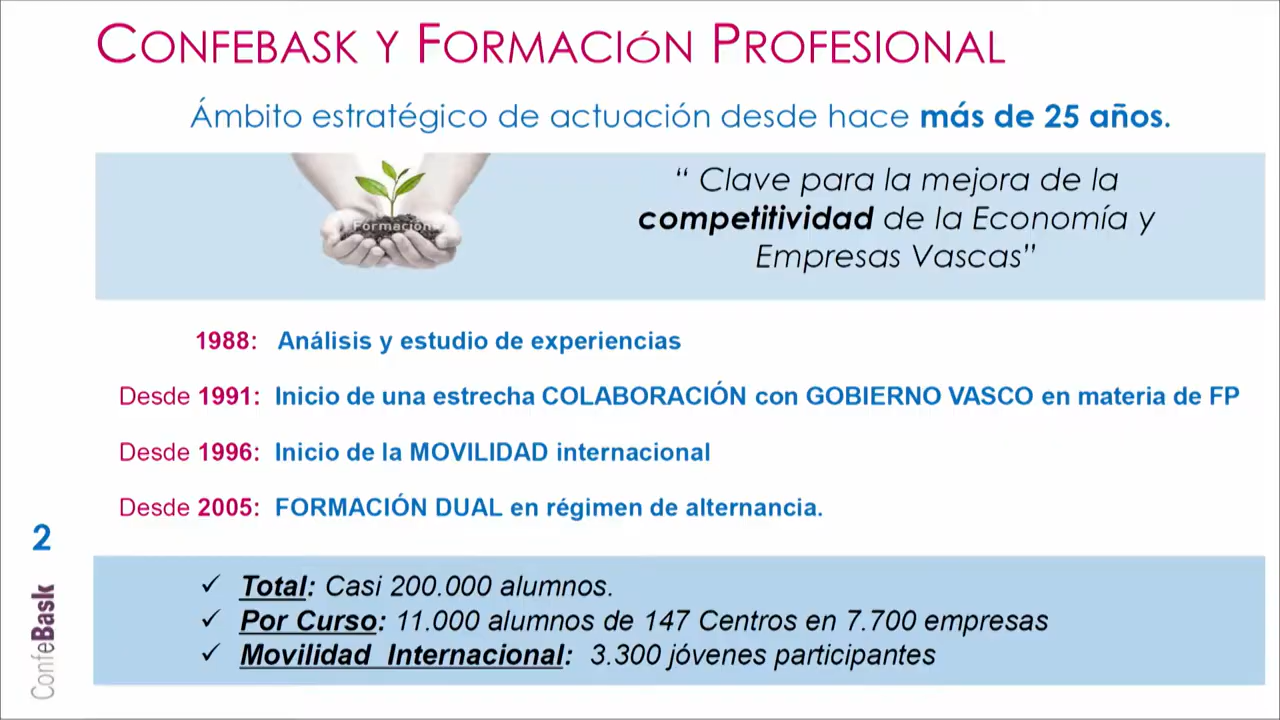 CONFEBASK Y FORMACIÓN PROFESIONAL
Ámbito estratégico de actuación desde hace más de 25 años.
Formación
“ Clave para la mejora de la
competitividad de la Economía y
Empresas Vascas”
1988: Análisis y estudio de experiencias
Desde 1991: Inicio de una estrecha COLABORACIÓN con GOBIERNO VASCO en materia de FP
Desde 1996: Inicio de la MOVILIDAD internacional
Desde 2005: FORMACIÓN DUAL en régimen de alternancia.
2
ConfeBask
✓ Total: Casi 200.000 alumnos.
✓ Por Curso: 11.000 alumnos de 147 Centros en 7.700 empresas
✓ Movilidad Internacional: 3.300 jóvenes participantes